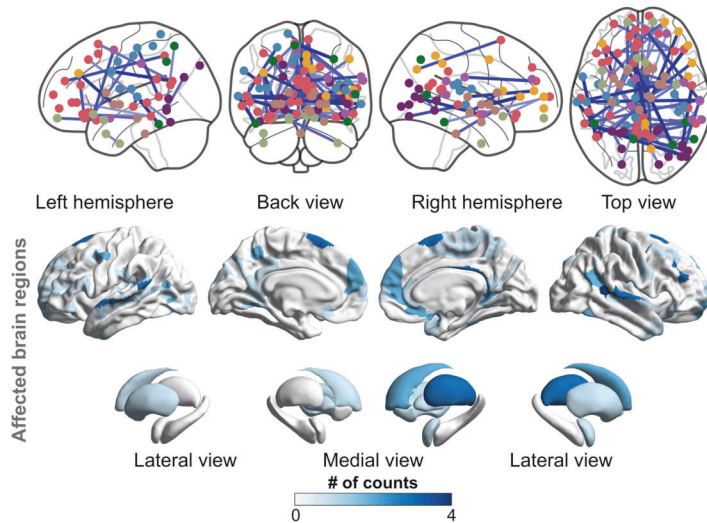 Left hemisphere
Back view
Right hemisphere
Top view
Affected brain regions
Lateral view
Medial view
Lateral view
# of counts
0
4